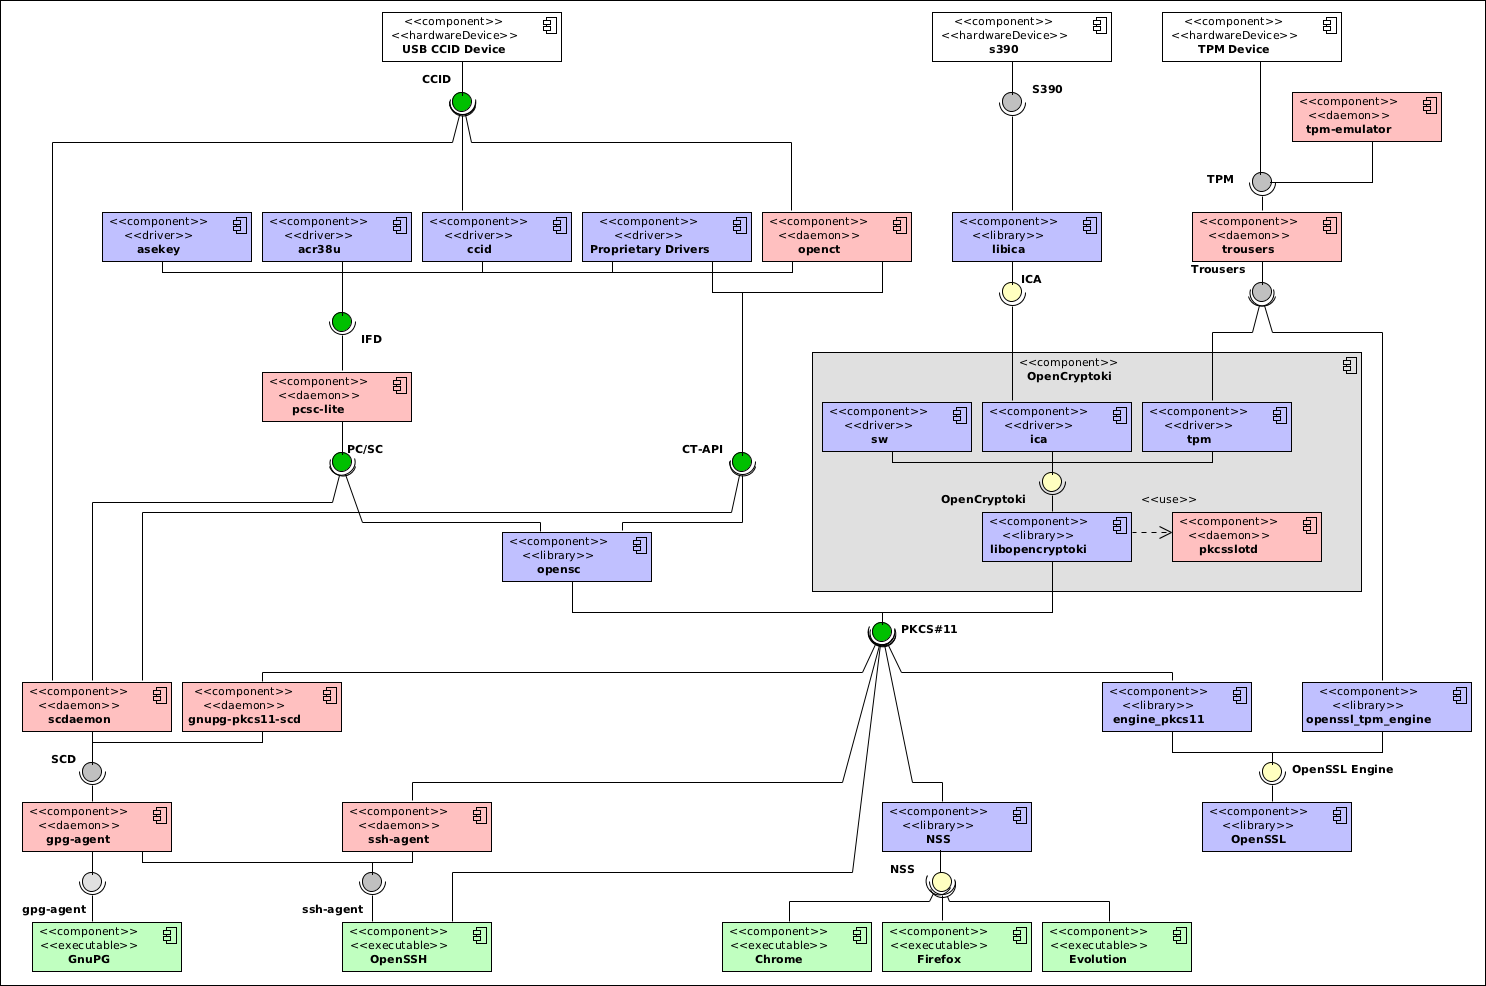 <<component>>
<<hardwareDevice>>
USB CCID Device
<<component>>
<<hardwareDevice>>
s390
<<component>>
<<hardwareDevice>>
TPM Device
CCID
S390
<<component>>
<<daemon>>
tpm-emulator
TPM
<<component>>
<<driver>>
asekey
<<component>>
<<driver>>
acr38u
<<component>>
<<driver>>
ccid
<<component>>
<<driver>>
Proprietary Drivers
<<component>>
<<daemon>>
openct
<<component>>
<<library>>
libica
<<component>>
<<daemon>>
trousers
Trousers
ICA
IFD
<<component>>
OpenCryptoki
<<component>>
<<daemon>>
pcsc-lite
<<component>>
<<driver>>
sw
<<component>>
<<driver>>
ica
<<component>>
<<driver>>
tpm
PC/SC
CT-API
OpenCryptoki
<<use>>
<<component>>
<<library>>
libopencryptoki
<<component>>
<<daemon>>
pkcsslotd
<<component>>
<<library>>
opensc
PKCS#11
<<component>>
<<daemon>>
scdaemon
<<component>>
<<daemon>>
gnupg-pkcs11-scd
<<component>>
<<library>>
engine_pkcs11
<<component>>
<<library>>
openssl_tpm_engine
SCD
OpenSSL Engine
<<component>>
<<daemon>>
gpg-agent
<<component>>
<<daemon>>
ssh-agent
<<component>>
<<library>>
NSS
<<component>>
<<library>>
OpenSSL
NSS
gpg-agent
ssh-agent
<<component>>
<<executable>>
GnuPG
<<component>>
<<executable>>
OpenSSH
<<component>>
<<executable>>
Chrome
<<component>>
<<executable>>
Firefox
<<component>>
<<executable>>
Evolution